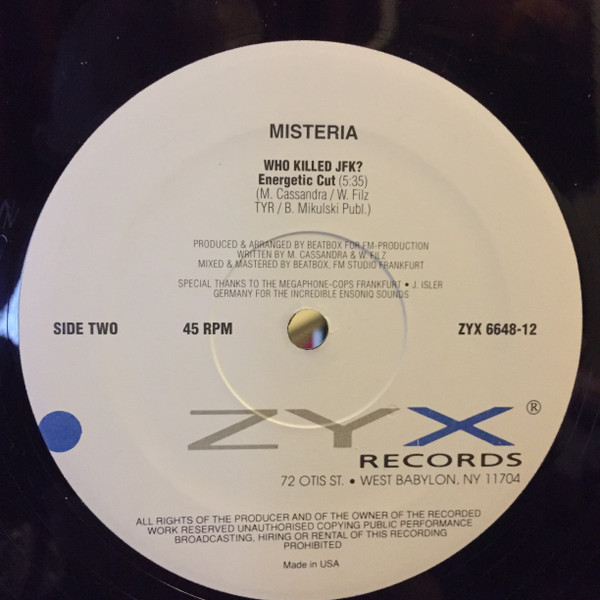 MISTERIA
WHO KILLED JFK?
Energetic Cut (5:35)
(M. Cassandra / W. Filz
TYR / B. Mikulski Publ.)
PRODUCED & ARRANGED BY BEATBOX FOR FM-PRODUCTION
WRITTEN BY M. CASSANDRA & W. FILZ
MIXED & MASTERED BY BEATBOX, FM STUDIO FRANKFURT
SPECIAL THANKS TO THE MEGAPHONE-COPS FRANKFURT • J. ISLER
GERMANY FOR THE INCREDIBLE ENSONIQ SOUNDS
SIDE TWO 45 RPM ZYX 6648-12
ZYX ®
RECORDS
72 OTIS ST. • WEST BABYLON, NY 11704
ALL RIGHTS OF THE PRODUCER AND OF THE OWNER OF THE RECORDED
WORK RESERVED UNAUTHORISED COPYING PUBLIC PERFORMANCE
BROADCASTING, HIRING OR RENTAL OF THIS RECORDING
PROHIBITED
Made in USA